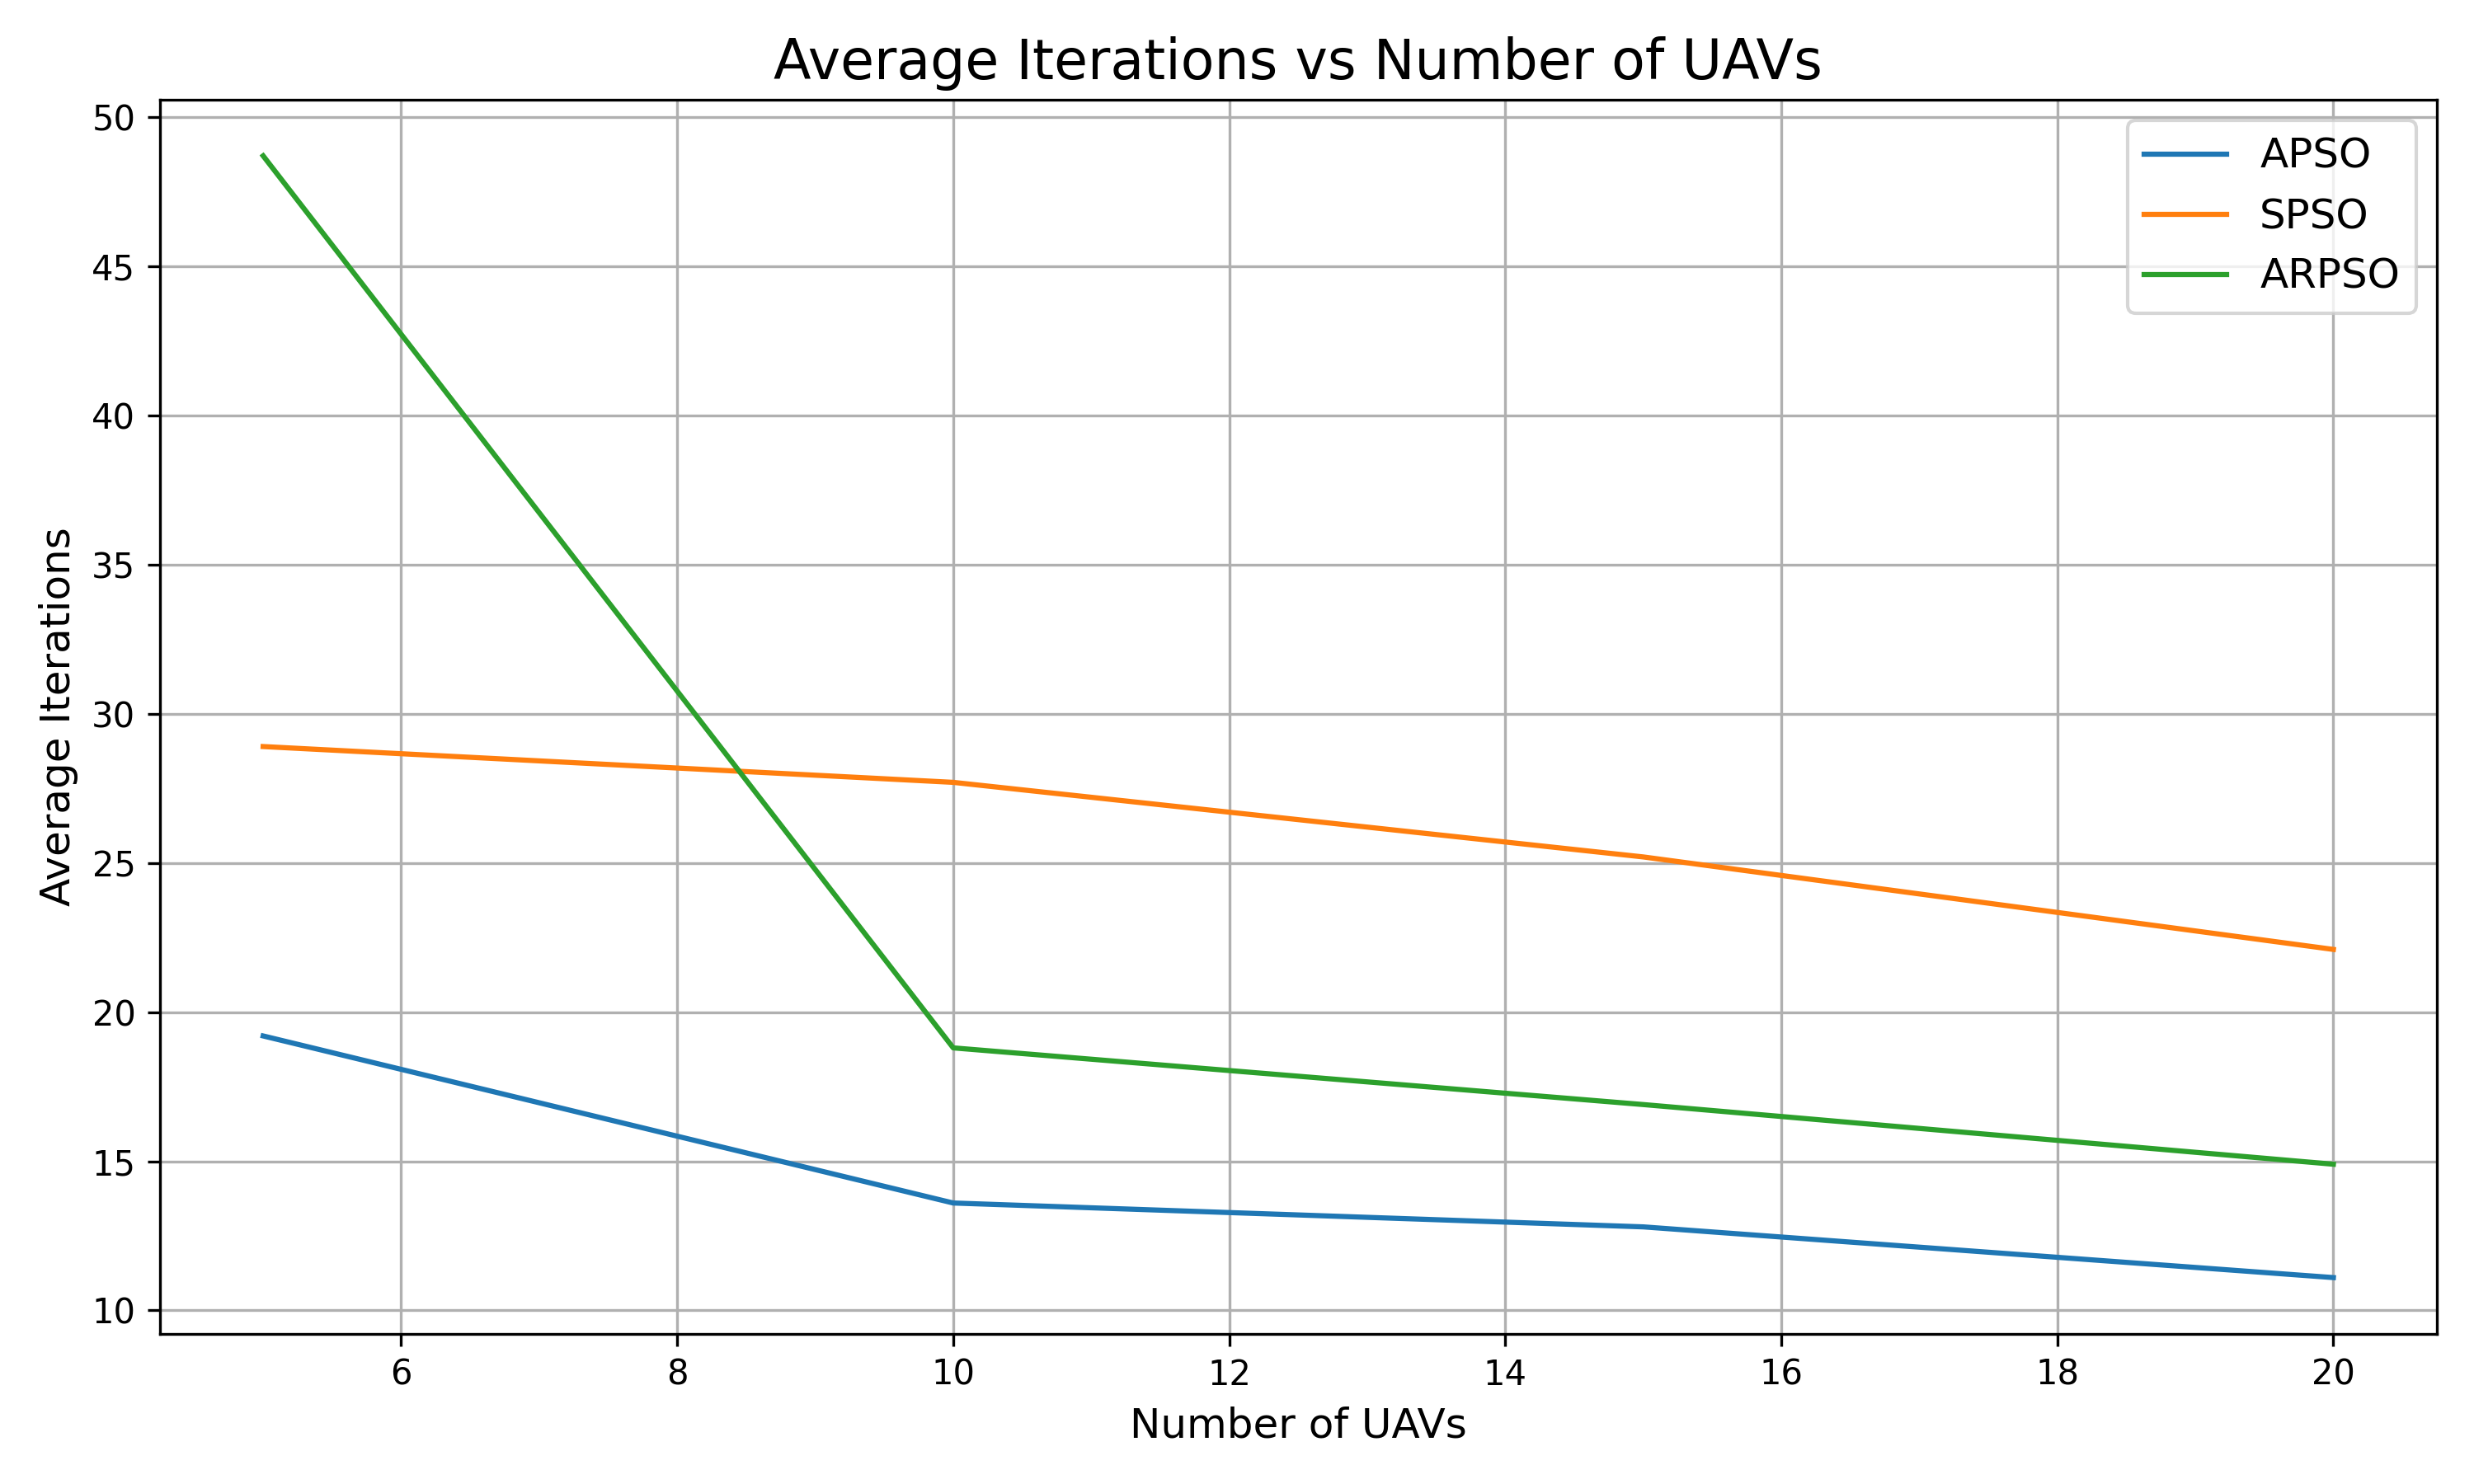 Average Iterations vs Number of UAVs
50
45
40
35
30
25
20
15
10
Average Iterations
APSO
SPSO
ARPSO
6 8 10 12 14 16 18 20
Number of UAVs